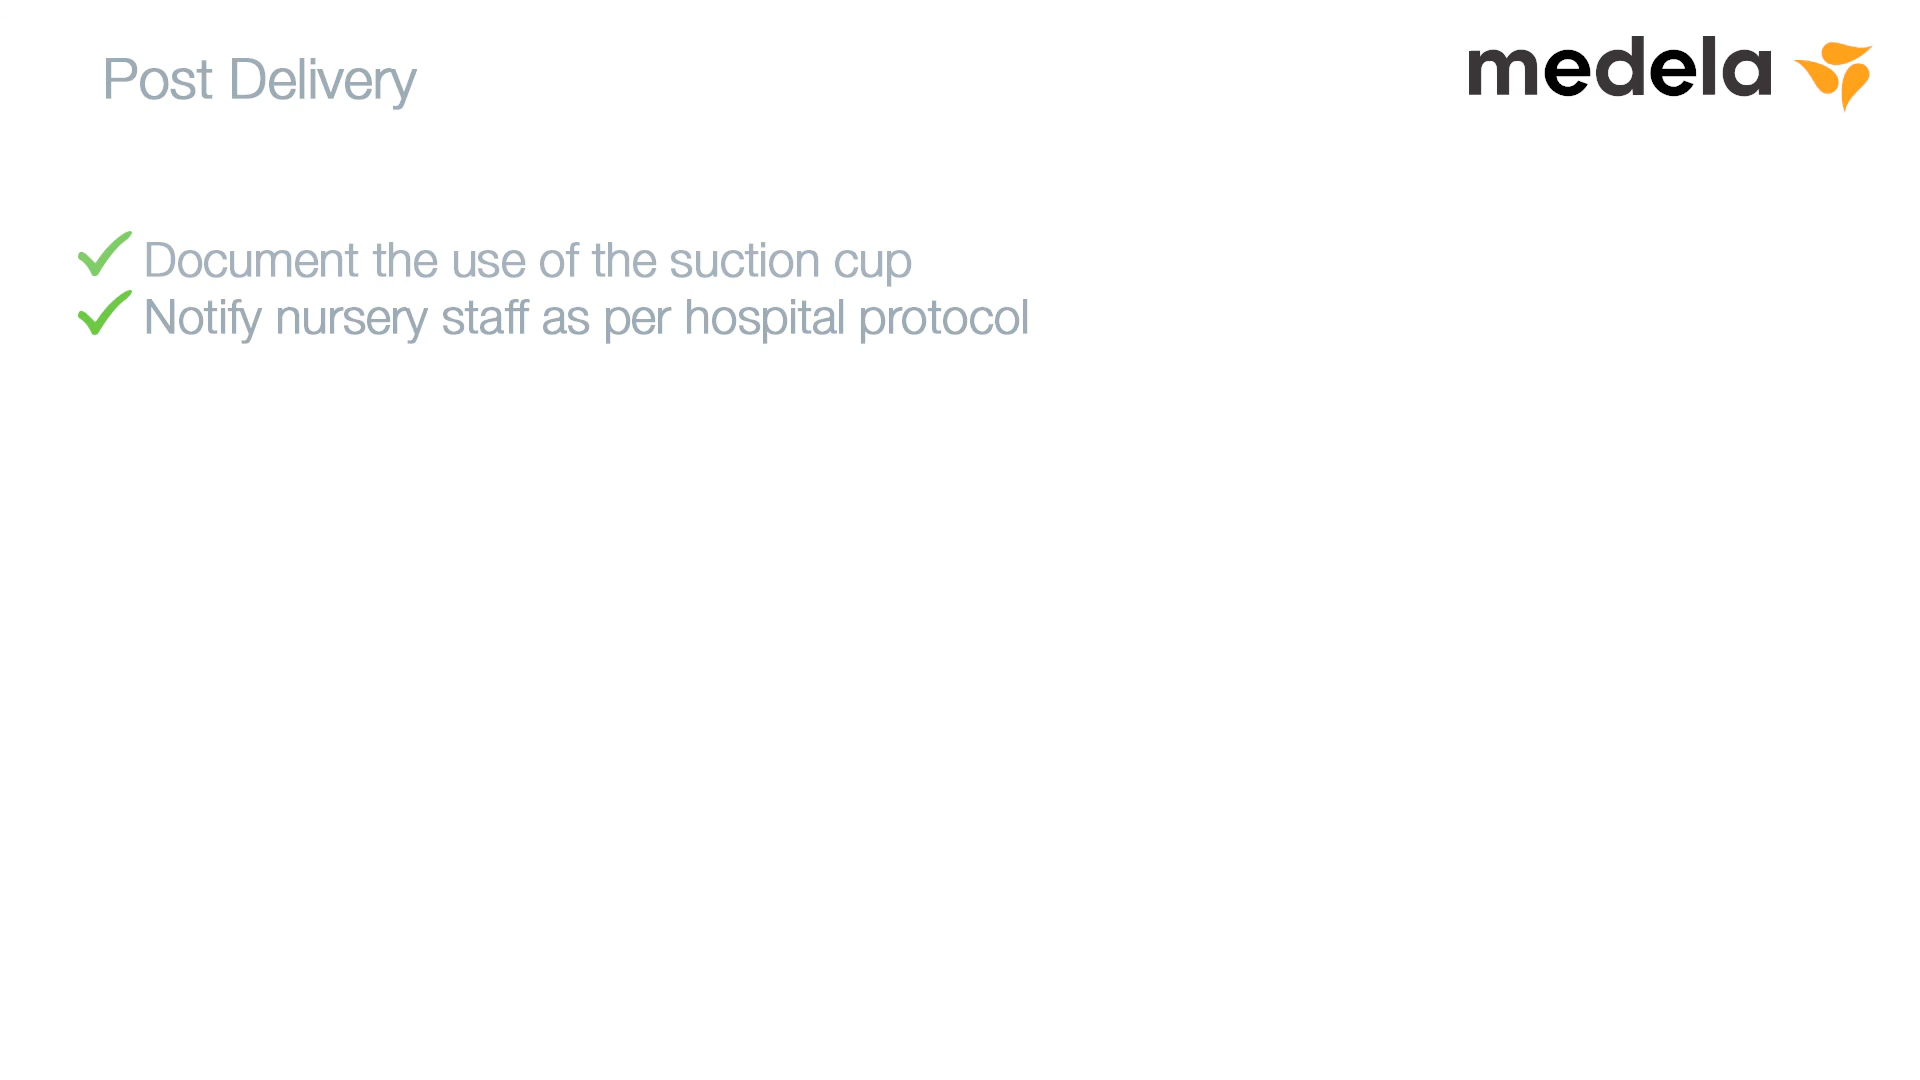 Post Delivery
medela
Document the use of the suction cup
Notify nursery staff as per hospital protocol